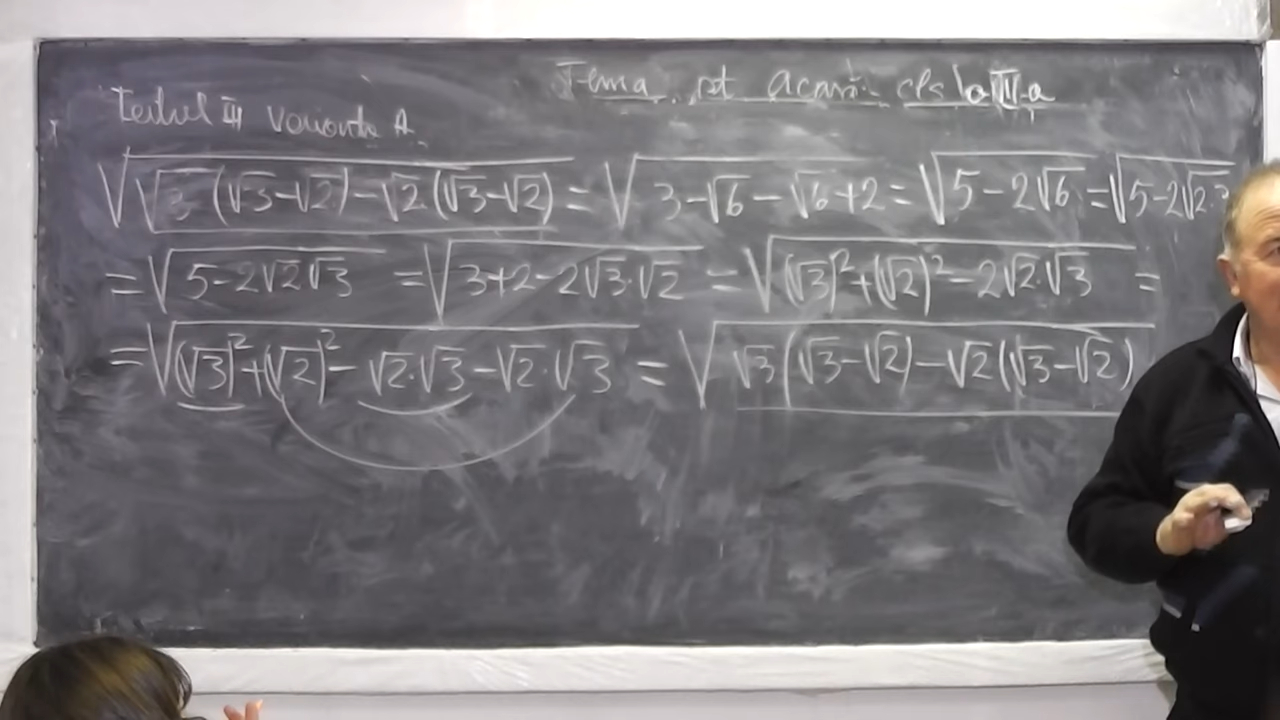 Tema pt acasă cls a VII-a
Testul III Varianta A
√(√3(√3-√2)-√2(√3-√2)) = √(3-√6-√6+2) = √(5-2√6) = √(5-2√2·3
= √(5-2√2√3) = √(3+2-2√3·√2) = √((√3)²+(√2)²-2√2·√3) =
= √((√3)²+(√2)²-√2·√3-√2·√3) = √(√3(√3-√2)-√2(√3-√2))